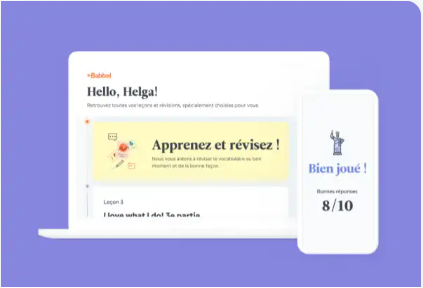 +Babbel
Hello, Helga!
Retrouvez toutes vos leçons et révisions, spécialement choisies pour vous.
Apprenez et révisez !
Nous vous aidons à réviser le vocabulaire au bon
moment et de la bonne façon.
Leçon 3
I love what I do! 3e partie
Bien joué !
Bonnes réponses
8/10